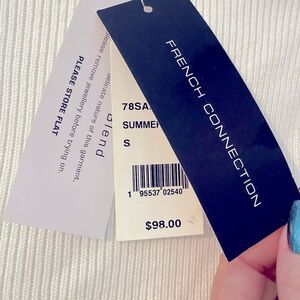 FRENCH CONNECTION
78SA
SUMMER
S
1 95537 02540
$98.00
Blend
delicate nature of this garment,
please remove jewellery before trying on.
PLEASE STORE FLAT